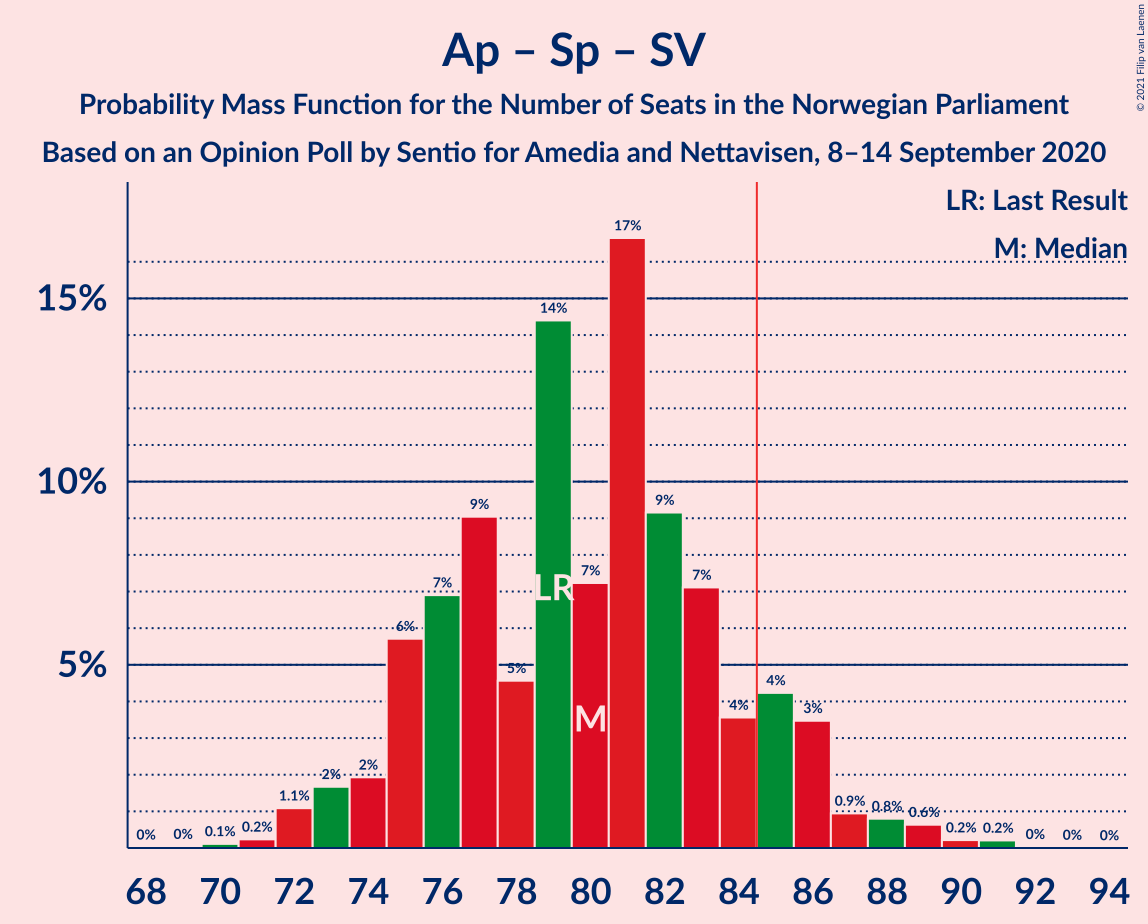 Ap – Sp – SV
Probability Mass Function for the Number of Seats in the Norwegian Parliament
Based on an Opinion Poll by Sentio for Amedia and Nettavisen, 8–14 September 2020
© 2021 Filip van Laenen
LR: Last Result
M: Median
15%
10%
5%
0% 0% 0.1% 0.2% 1.1% 2% 2% 6% 7% 9% 5% 14% 7% 17% 9% 7% 4% 4% 3% 0.9% 0.8% 0.6% 0.2% 0.2% 0% 0% 0%
LR
M
68 70 72 74 76 78 80 82 84 86 88 90 92 94